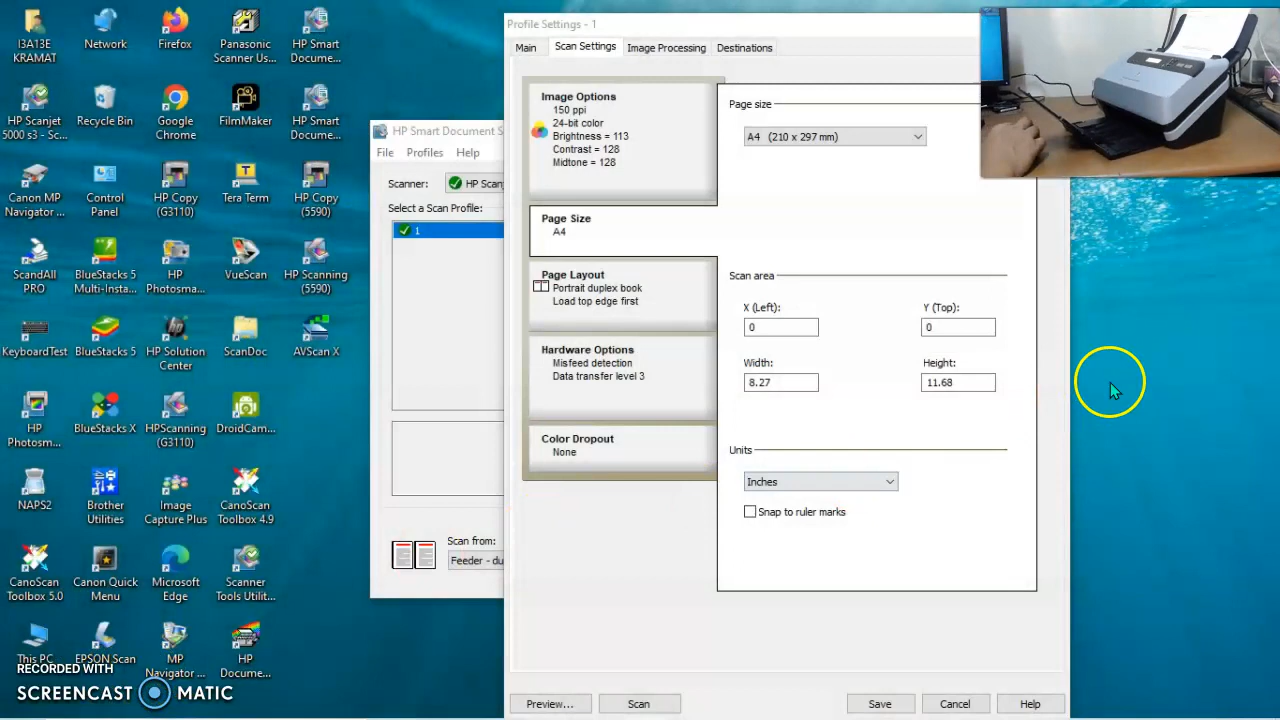 I3A13E
KRAMAT
Network
Firefox
Panasonic
Scanner Us...
HP Smart
Docume...
HP Scanjet
5000 s3 - Sc...
Recycle Bin
Google
Chrome
FilmMaker
HP Smart
Docume...
Canon MP
Navigator ...
Control
Panel
HP Copy
(G3110)
Tera Term
HP Copy
(5590)
ScandAll
PRO
BlueStacks 5
Multi-Insta...
HP
Photosma...
VueScan
HP Scanning
(5590)
KeyboardTest
BlueStacks 5
HP Solution
Center
ScanDoc
AVScan X
HP
Photosm...
BlueStacks X
HPScanning
(G3110)
DroidCam...
NAPS2
Brother
Utilities
Image
Capture Plus
CanoScan
Toolbox 4.9
CanoScan
Toolbox 5.0
Canon Quick
Menu
Microsoft
Edge
Scanner
Tools Utilit...
This PC
EPSON Scan
MP
Navigator ...
HP
Docume...
RECORDED WITH
SCREENCAST MATIC
HP Smart Document S
File Profiles Help
Scanner: HP Scan
Select a Scan Profile:
1
Scan from:
Feeder - du
Profile Settings - 1
Main Scan Settings Image Processing Destinations
Image Options
150 ppi
24-bit color
Brightness = 113
Contrast = 128
Midtone = 128
Page Size
A4
Page Layout
Portrait duplex book
Load top edge first
Hardware Options
Misfeed detection
Data transfer level 3
Color Dropout
None
Page size
A4 (210 x 297 mm)
Scan area
X (Left): Y (Top):
0 0
Width: Height:
8.27 11.68
Units
Inches
Snap to ruler marks
Preview... Scan Save Cancel Help